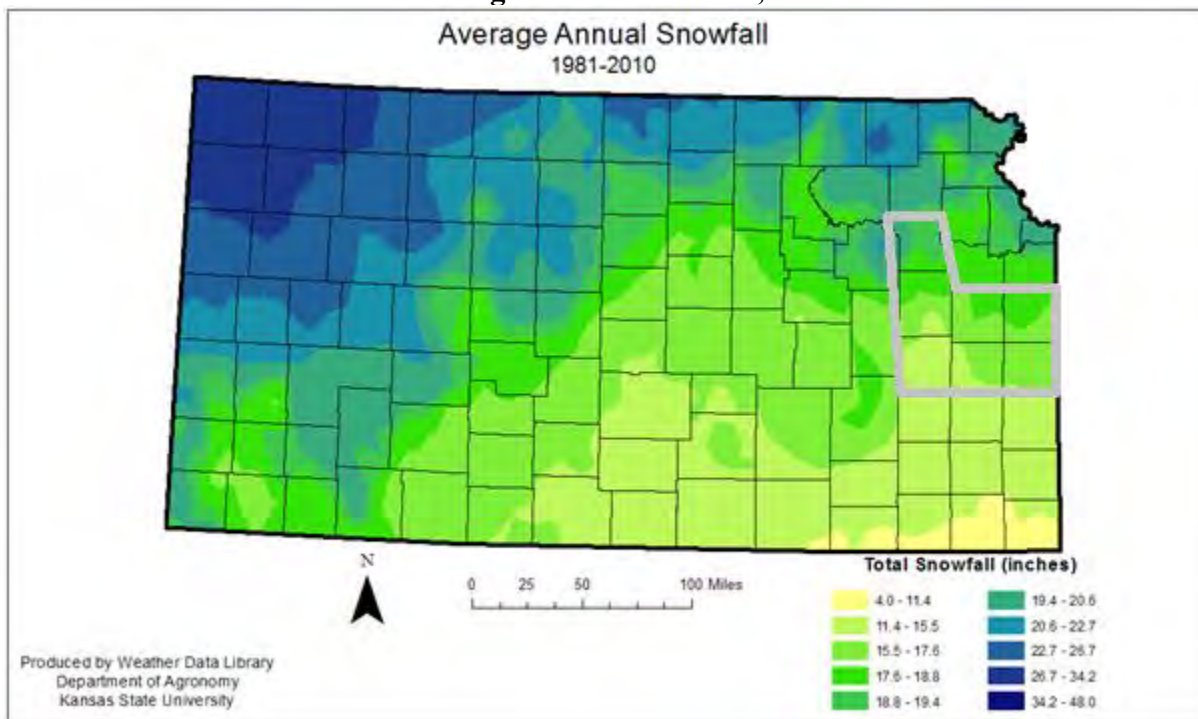 Average Annual Snowfall
1981-2010
N
0 25 50 100 Miles
Total Snowfall (inches)
4.0 - 11.4
11.4 - 15.5
15.5 - 17.6
17.6 - 18.8
18.8 - 19.4
19.4 - 20.6
20.6 - 22.7
22.7 - 26.7
26.7 - 34.2
34.2 - 48.0
Produced by Weather Data Library
Department of Agronomy
Kansas State University